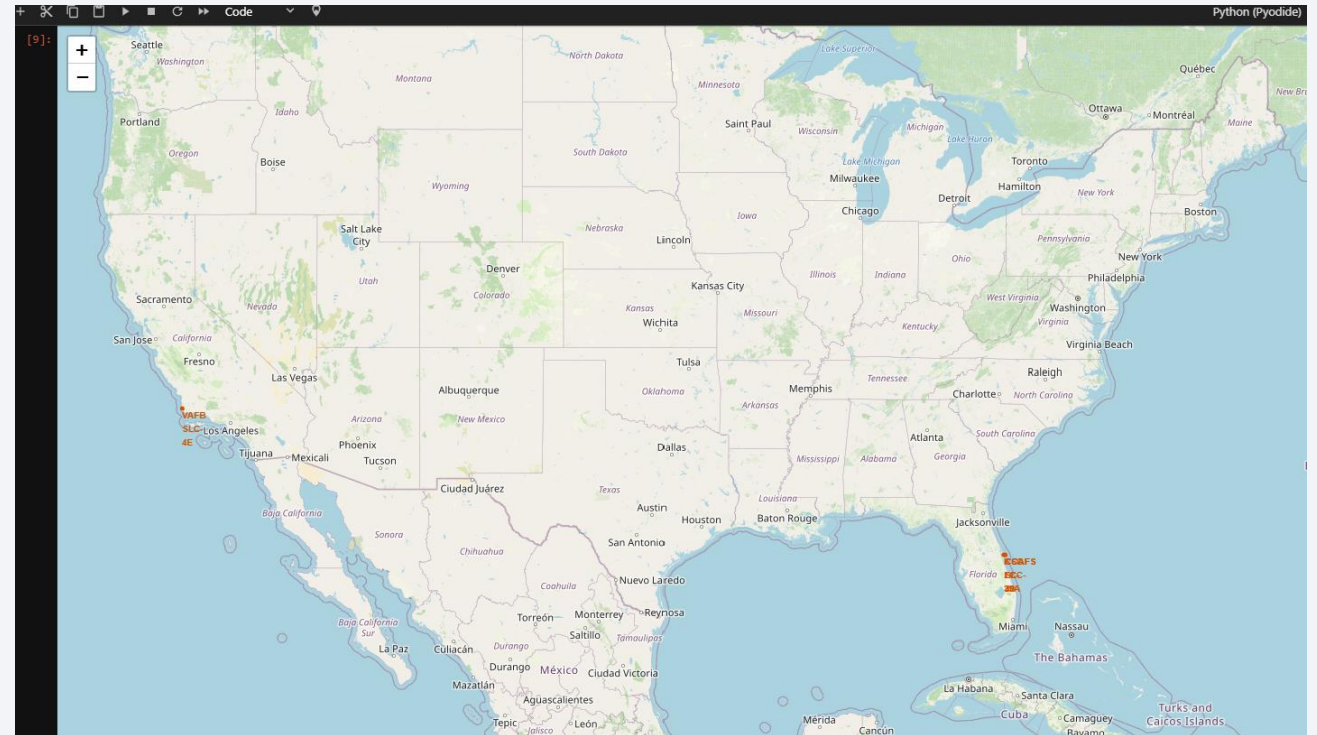 Code
Python (Pyodide)
[9]:
+
−
Seattle
Washington
North Dakota
Lake Superior
Montana
Minnesota
Québec
Ottawa
Montréal
Maine
Portland
Idaho
Saint Paul
Wisconsin
Michigan
Lake Huron
Oregon
Boise
South Dakota
Lake Michigan
Toronto
Milwaukee
Hamilton
New York
Wyoming
Detroit
Chicago
Boston
Iowa
Nebraska
Salt Lake
City
Lincoln
Pennsylvania
New York
Denver
Ohio
Utah
Illinois
Indiana
Philadelphia
Colorado
Kansas City
Sacramento
Nevada
Kansas
Missouri
West Virginia
Washington
Wichita
Virginia
Kentucky
San Jose
California
Virginia Beach
Fresno
Tulsa
Raleigh
Las Vegas
Albuquerque
Oklahoma
Memphis
Tennessee
Charlotte
North Carolina
Arkansas
VAFB
SLC-
4E
Arizona
New Mexico
Los Angeles
Phoenix
Atlanta
South Carolina
Tijuana
Mexicali
Tucson
Dallas
Mississippi
Alabama
Georgia
Ciudad Juárez
Texas
Louisiana
Austin
Baja California
Houston
Baton Rouge
Jacksonville
Sonora
San Antonio
Chihuahua
Florida
Coahuila
Nuevo Laredo
Torreón
Monterrey
Reynosa
Baja California
Sur
Saltillo
Tamaulipas
Miami
Nassau
La Paz
Culiacán
Durango
The Bahamas
Durango
México
Ciudad Victoria
Mazatlán
La Habana
Santa Clara
Aguascalientes
Turks and
Caicos Islands
Tepic
León
Mérida
Cuba
Camaguey
Jalisco
Cancún
Bayamo